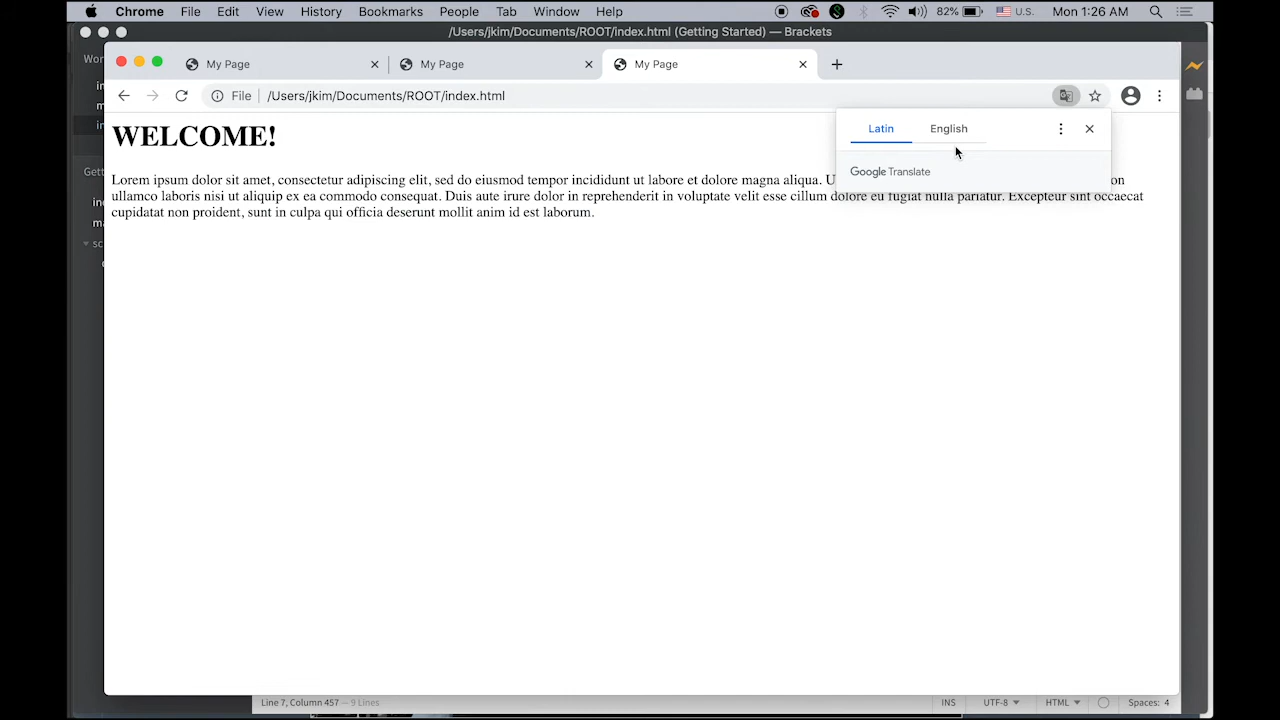 Chrome File Edit View History Bookmarks People Tab Window Help 82% U.S. Mon 1:26 AM
/Users/jkim/Documents/ROOT/index.html (Getting Started) — Brackets
My Page My Page My Page
File /Users/jkim/Documents/ROOT/index.html
Latin English
Google Translate
WELCOME!
Lorem ipsum dolor sit amet, consectetur adipiscing elit, sed do eiusmod tempor incididunt ut labore et dolore magna aliqua.
ullamco laboris nisi ut aliquip ex ea commodo consequat. Duis aute irure dolor in reprehenderit in voluptate velit esse cillum dolore eu fugiat nulla pariatur. Excepteur sint occaecat
cupidatat non proident, sunt in culpa qui officia deserunt mollit anim id est laborum.
Line 7, Column 457 — 9 Lines INS UTF-8 HTML Spaces: 4